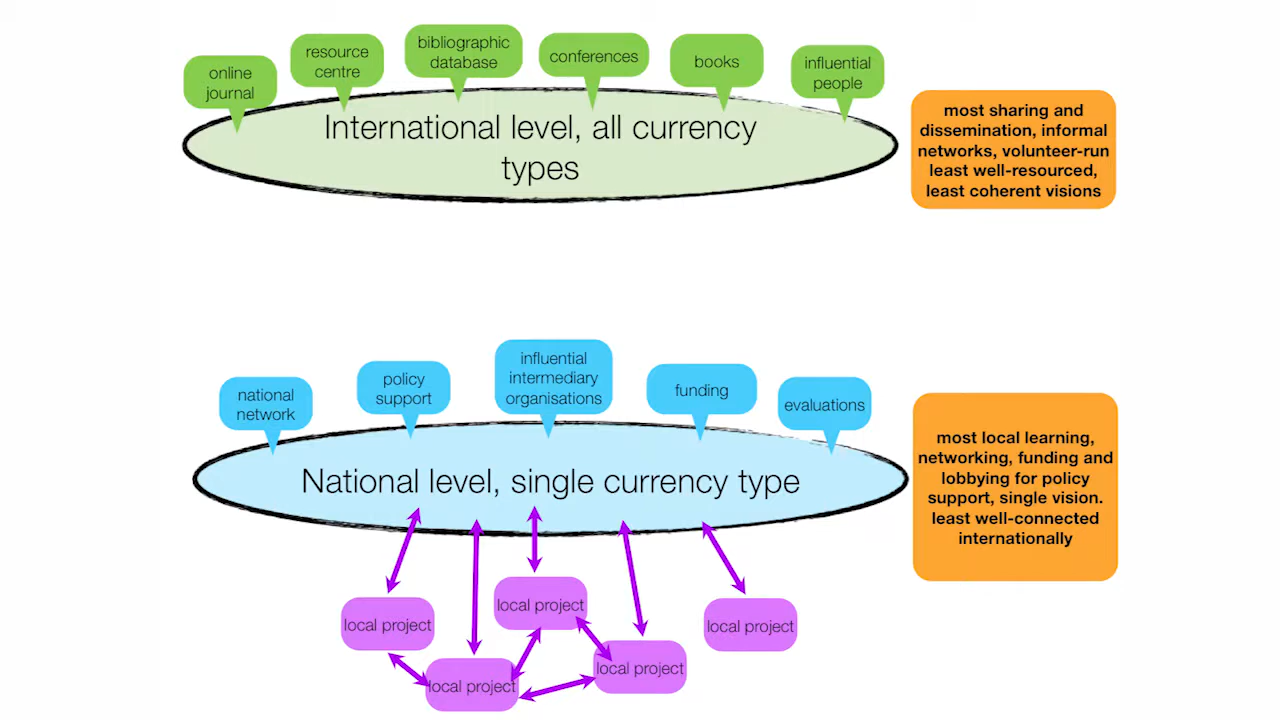 online
journal
resource
centre
bibliographic
database
conferences
books
influential
people
International level, all currency
types
most sharing and
dissemination, informal
networks, volunteer-run
least well-resourced,
least coherent visions
national
network
policy
support
influential
intermediary
organisations
funding
evaluations
National level, single currency type
most local learning,
networking, funding and
lobbying for policy
support, single vision.
least well-connected
internationally
local project
local project
local project
local project
local project